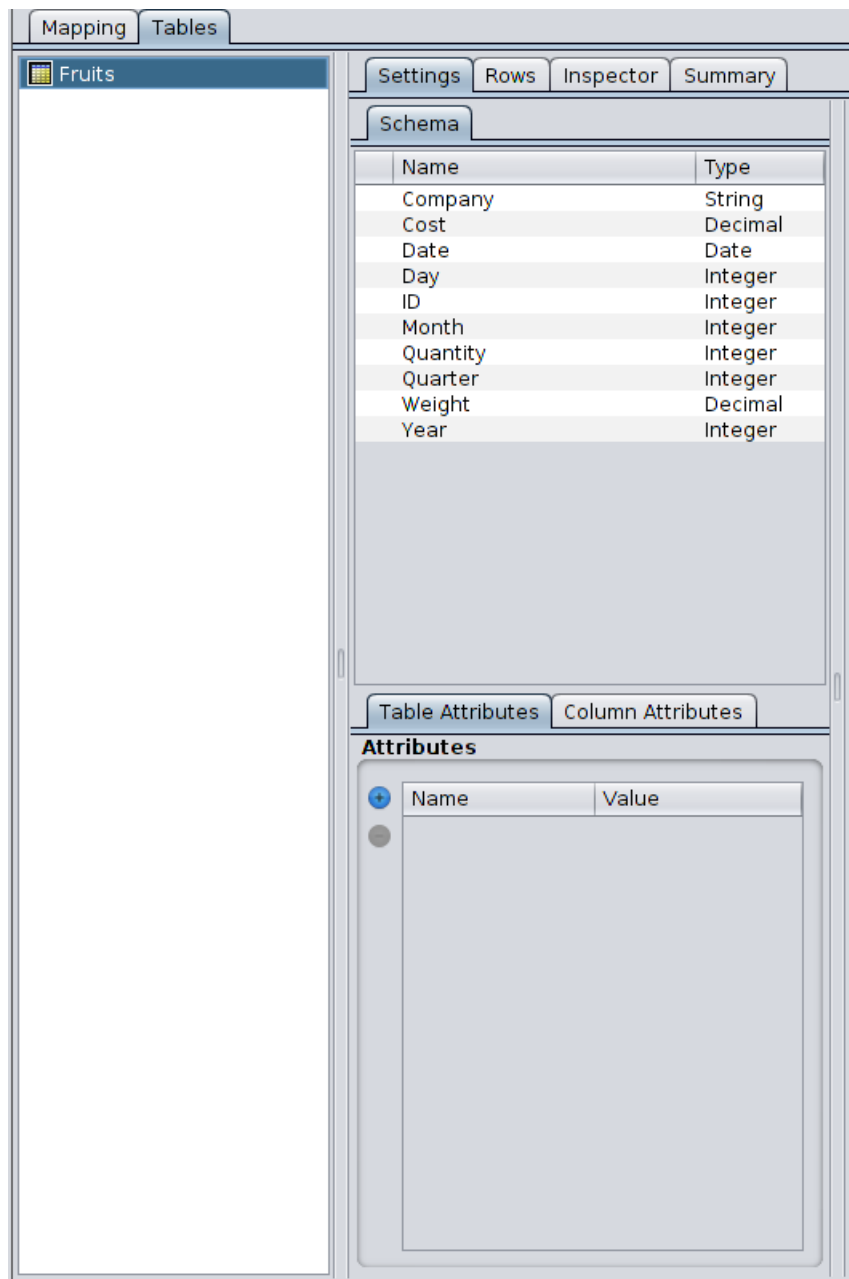 Mapping Tables
Fruits
Settings Rows Inspector Summary
Schema
Name Type
Company String
Cost Decimal
Date Date
Day Integer
ID Integer
Month Integer
Quantity Integer
Quarter Integer
Weight Decimal
Year Integer
Table Attributes Column Attributes
Attributes
Name Value